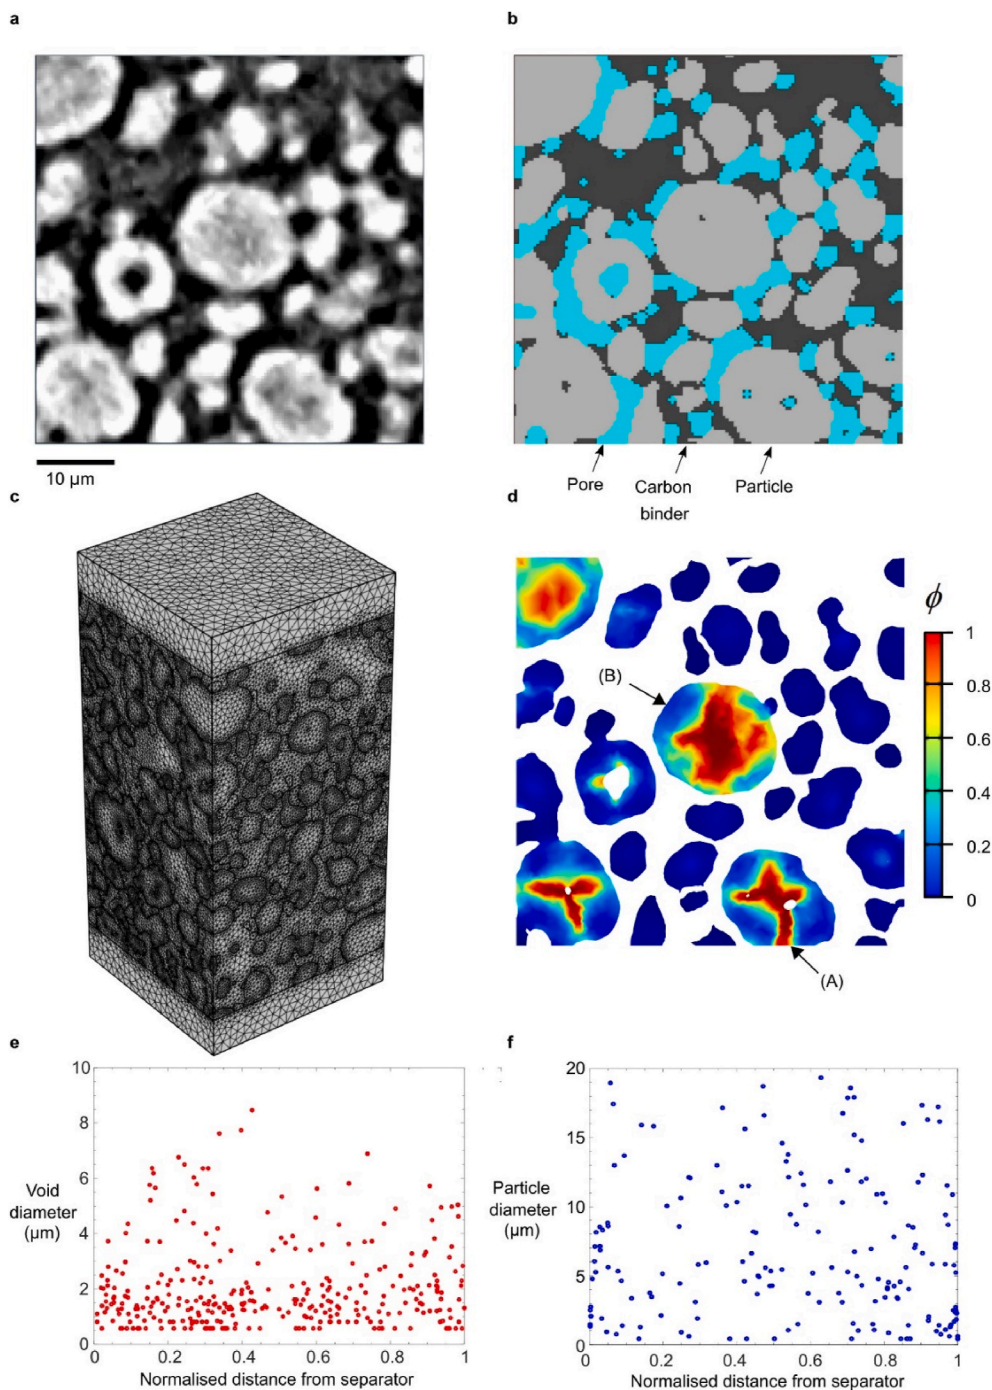 a
b
10 µm
Pore
Carbon
binder
Particle
c
d
ϕ
1
0.8
0.6
0.4
0.2
0
(B)
(A)
e
10
8
6
4
2
0
Void
diameter
(µm)
0 0.2 0.4 0.6 0.8 1
Normalised distance from separator
f
20
15
10
5
0
Particle
diameter
(µm)
0 0.2 0.4 0.6 0.8 1
Normalised distance from separator